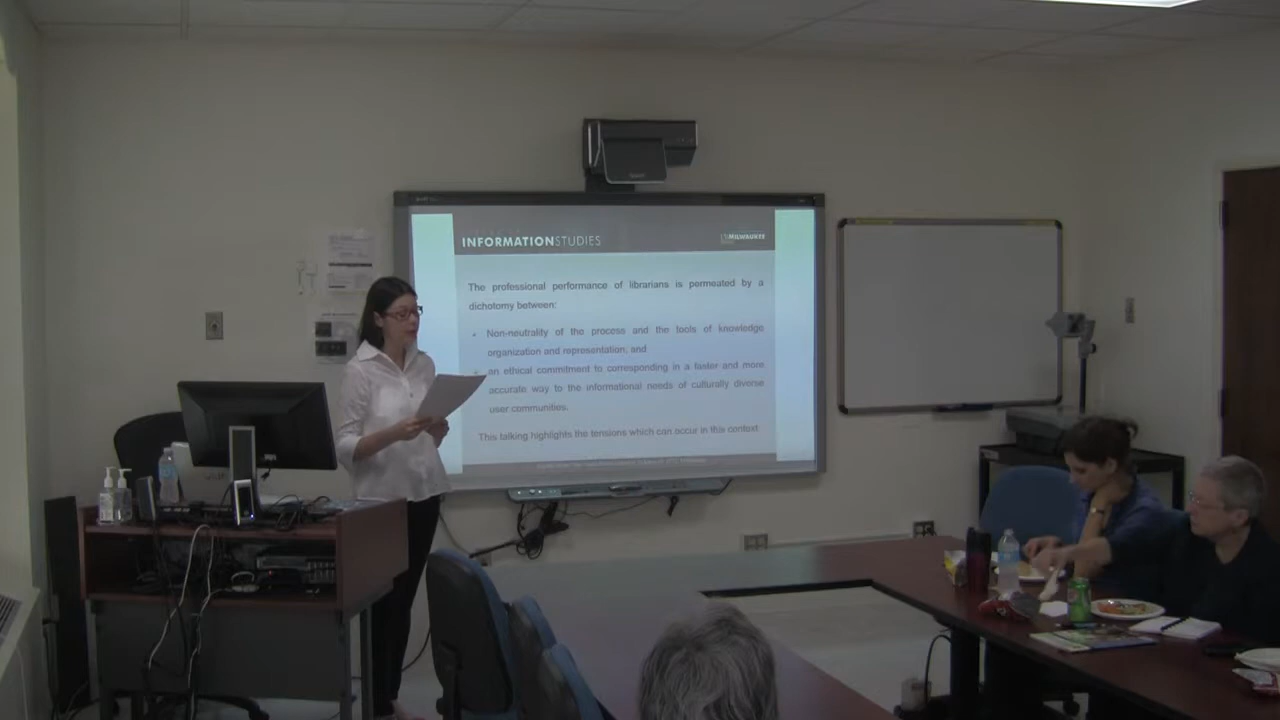 INFORMATIONSTUDIES
MILWAUKEE
The professional performance of librarians is permeated by a
dichotomy between:
Non-neutrality of the process and the tools of knowledge
organization and representation, and
an ethical commitment to corresponding in a faster and more
accurate way to the informational needs of culturally diverse
user communities.
This talking highlights the tensions which can occur in this context